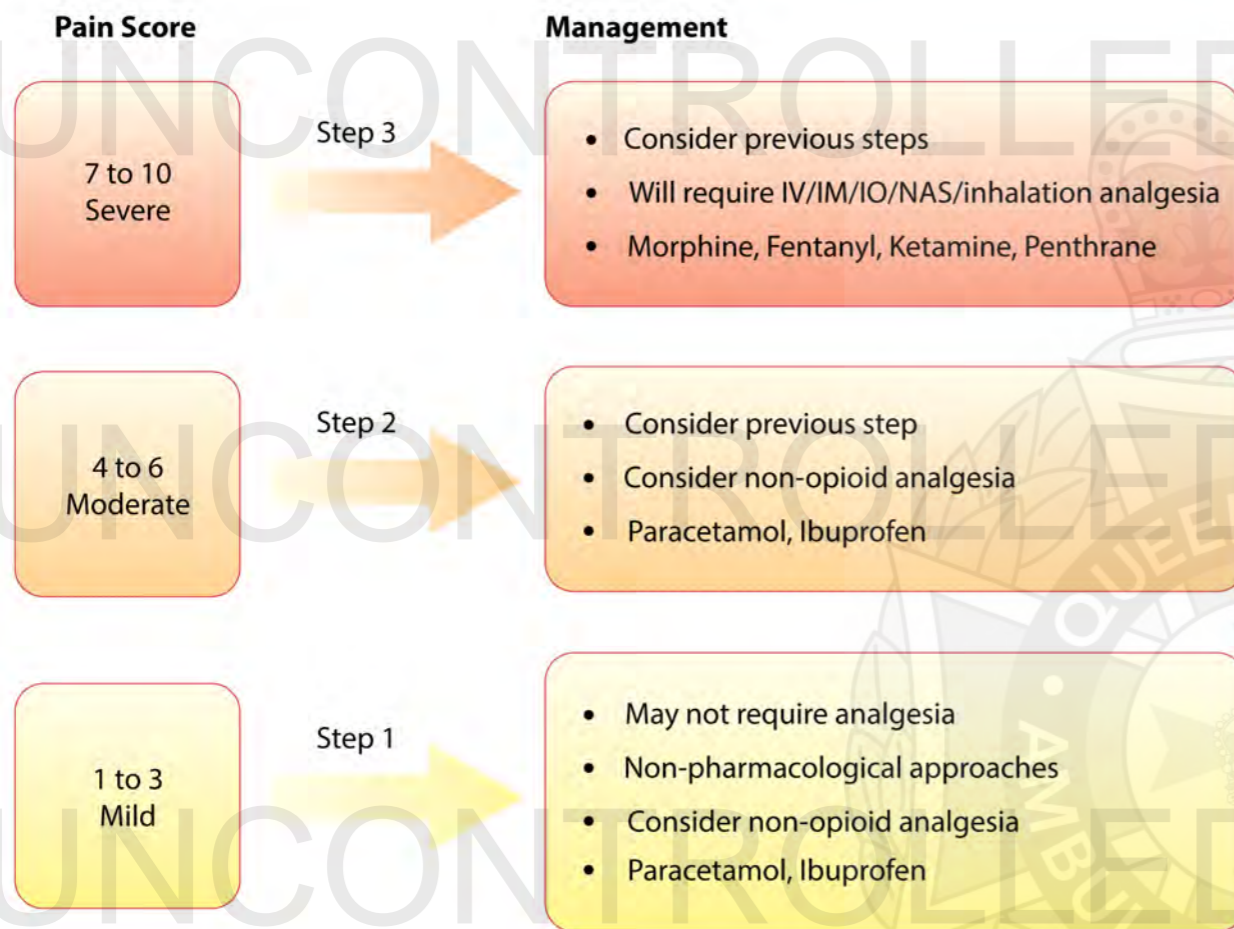 Pain Score
Management
7 to 10
Severe
Step 3
• Consider previous steps
• Will require IV/IM/IO/NAS/inhalation analgesia
• Morphine, Fentanyl, Ketamine, Penthrane
4 to 6
Moderate
Step 2
• Consider previous step
• Consider non-opioid analgesia
• Paracetamol, Ibuprofen
1 to 3
Mild
Step 1
• May not require analgesia
• Non-pharmacological approaches
• Consider non-opioid analgesia
• Paracetamol, Ibuprofen
UNCONTROLLED
UNCONTROLLED
UNCONTROLLED